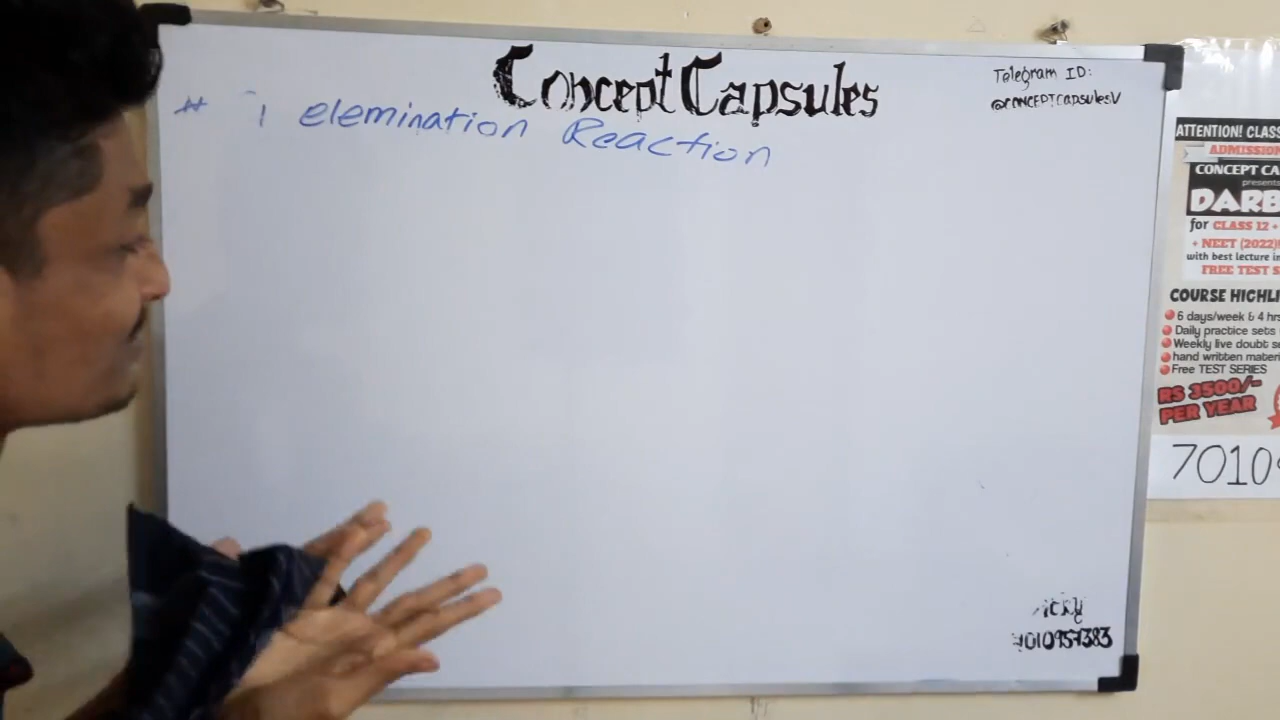 Concept Capsules
Telegram ID:
@CONCEPTCapsulesV
# elemination Reaction
ATTENTION! CLASS
ADMISSION
CONCEPT CA
presents
DARB
for CLASS 12 +
+ NEET (2022)
with best lecture in
FREE TEST S
COURSE HIGHLI
6 days/week & 4 hrs
Daily practice sets
Weekly live doubt se
hand written materi
Free TEST SERIES
RS 3500/-
PER YEAR
7010
7010957383